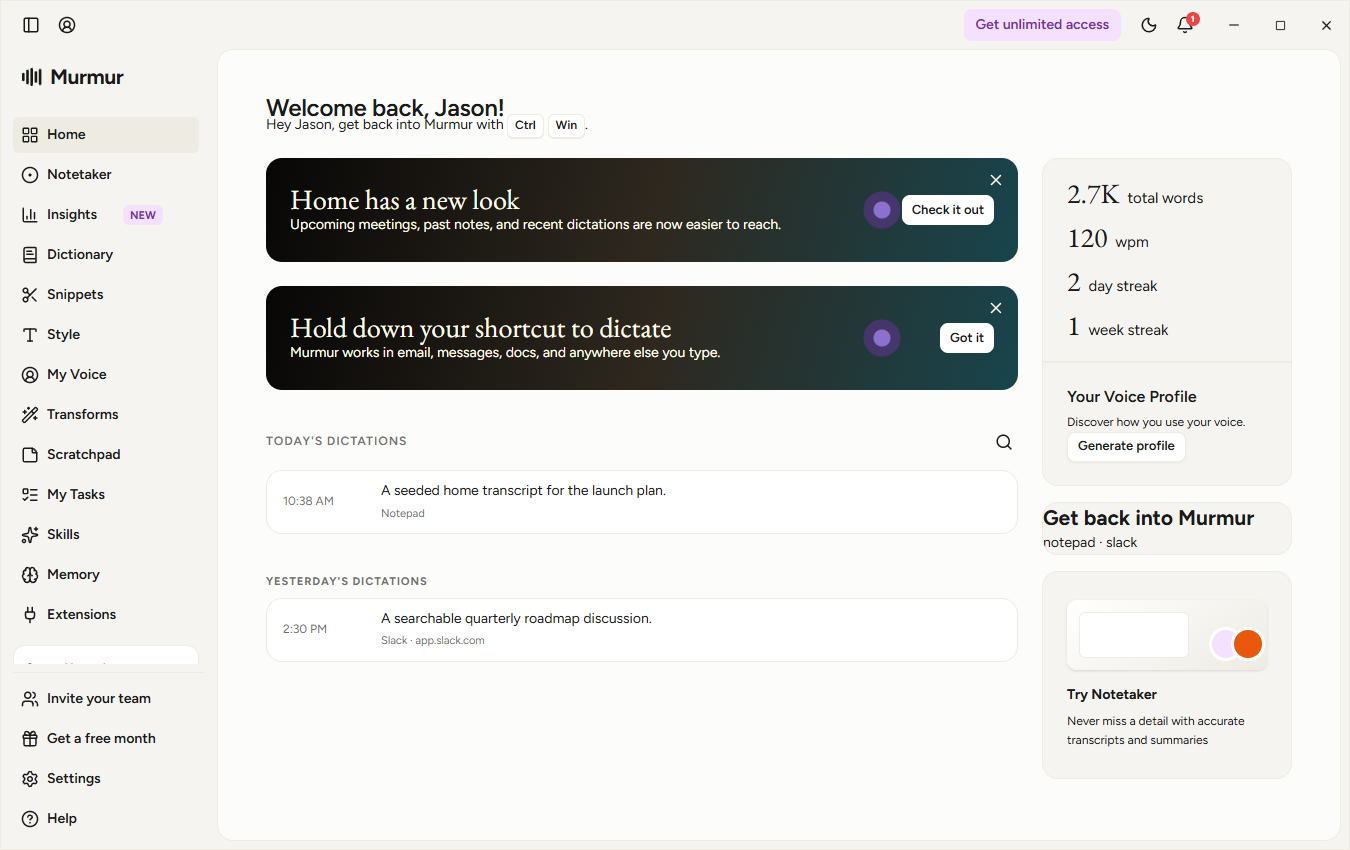 Get unlimited access
1
Murmur
Home
Notetaker
Insights NEW
Dictionary
Snippets
Style
My Voice
Transforms
Scratchpad
My Tasks
Skills
Memory
Extensions
Invite your team
Get a free month
Settings
Help
Welcome back, Jason!
Hey Jason, get back into Murmur with Ctrl Win .
Home has a new look
Upcoming meetings, past notes, and recent dictations are now easier to reach.
Check it out
Hold down your shortcut to dictate
Murmur works in email, messages, docs, and anywhere else you type.
Got it
TODAY'S DICTATIONS
10:38 AM
A seeded home transcript for the launch plan.
Notepad
YESTERDAY'S DICTATIONS
2:30 PM
A searchable quarterly roadmap discussion.
Slack · app.slack.com
2.7K total words
120 wpm
2 day streak
1 week streak
Your Voice Profile
Discover how you use your voice.
Generate profile
Get back into Murmur
notepad · slack
Try Notetaker
Never miss a detail with accurate
transcripts and summaries